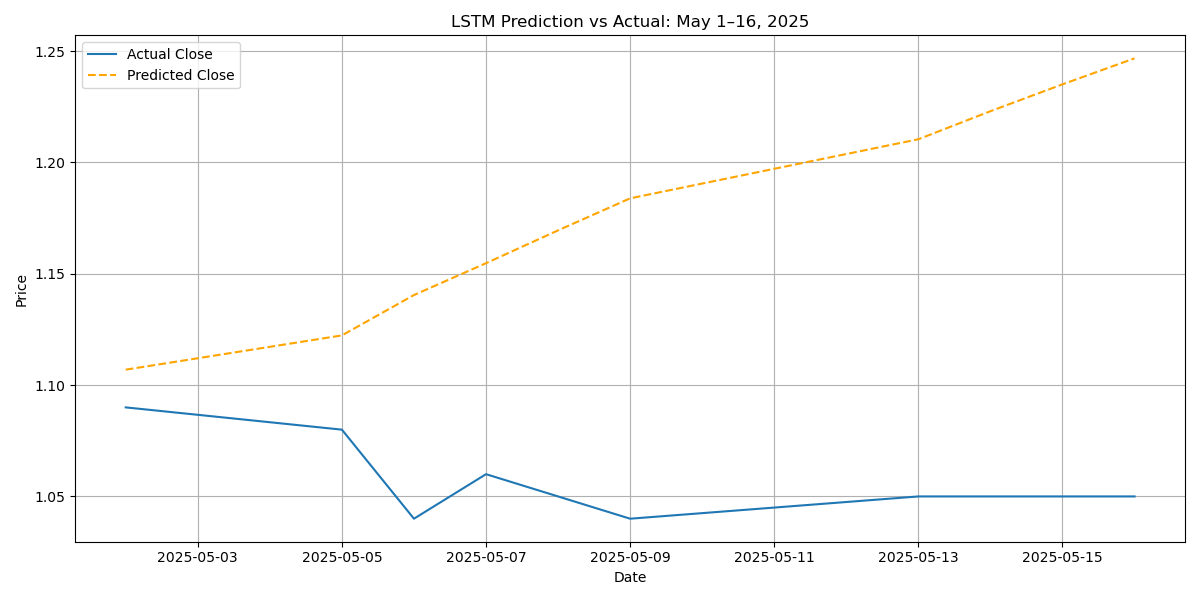 LSTM Prediction vs Actual: May 1–16, 2025
Actual Close
Predicted Close
1.25
1.20
1.15
1.10
1.05
Price
2025-05-03
2025-05-05
2025-05-07
2025-05-09
2025-05-11
2025-05-13
2025-05-15
Date